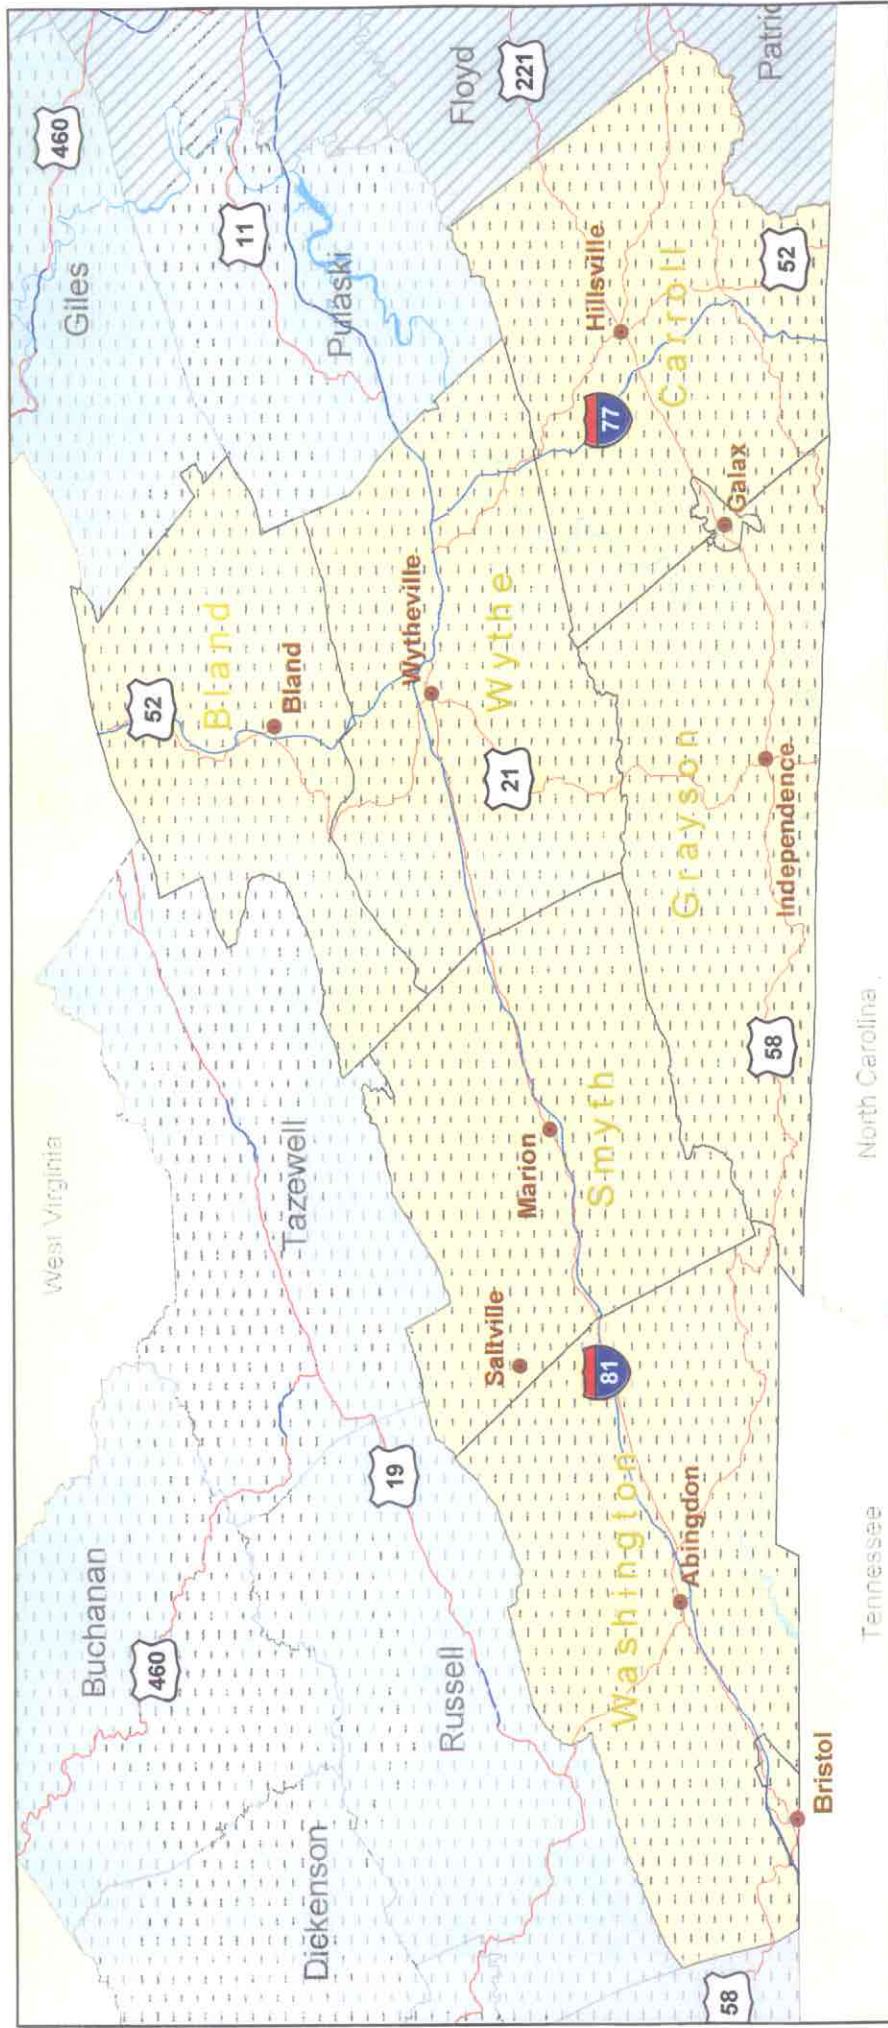 West Virginia
Giles
460
Buchanan
460
Bland
52
Bland
11
Pulaski
Tazewell
Dickenson
Russell
19
Wytheville
Wythe
21
Floyd
221
Saltville
Marion
Smyth
81
Hillsville
77
Carroll
Grayson
Washington
Abingdon
Galax
Independence
58
52
Patric
58
Bristol
Tennessee
North Carolina